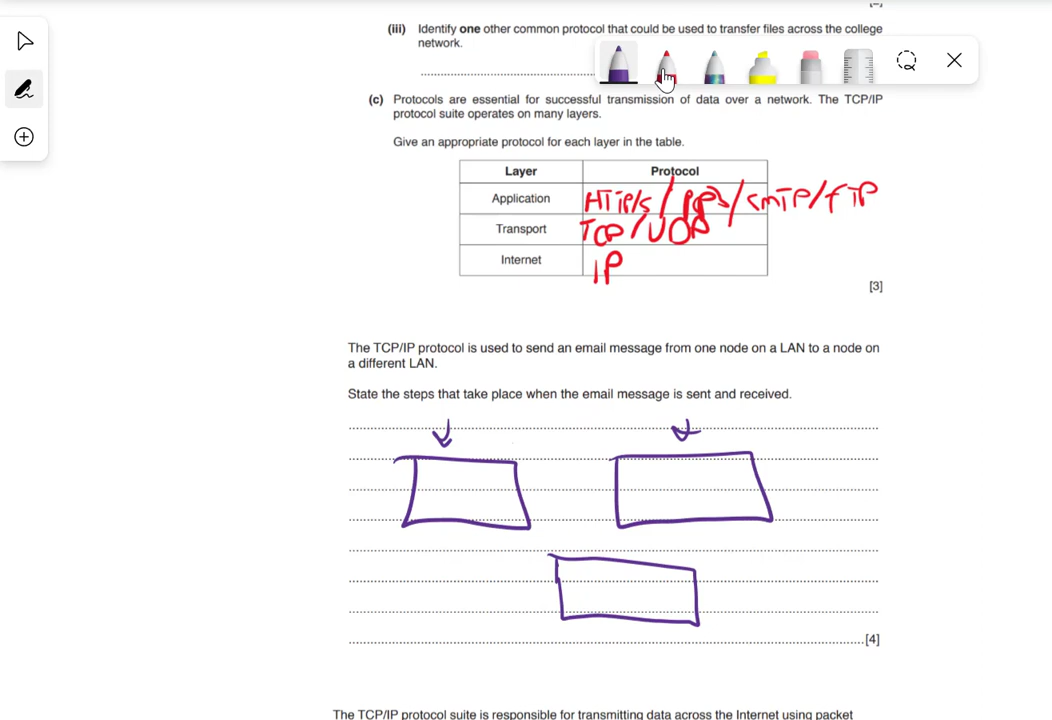 (iii) Identify one other common protocol that could be used to transfer files across the college
network.
(c) Protocols are essential for successful transmission of data over a network. The TCP/IP
protocol suite operates on many layers.
Give an appropriate protocol for each layer in the table.
Layer Protocol
Application HTTP/S / POP3/SMTP/FTP
Transport TCP/UDP
Internet IP
[3]
The TCP/IP protocol is used to send an email message from one node on a LAN to a node on
a different LAN.
State the steps that take place when the email message is sent and received.
[4]
The TCP/IP protocol suite is responsible for transmitting data across the Internet using packet